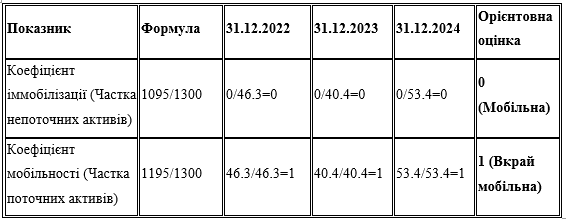 Показник Формула 31.12.2022 31.12.2023 31.12.2024 Орієнтовна
оцінка
Коефіцієнт
іммобілізації (Частка
непоточних активів) 1095/1300 0/46.3=0 0/40.4=0 0/53.4=0 0
(Мобільна)
Коефіцієнт
мобільності (Частка
поточних активів) 1195/1300 46.3/46.3=1 40.4/40.4=1 53.4/53.4=1 1 (Вкрай
мобільна)